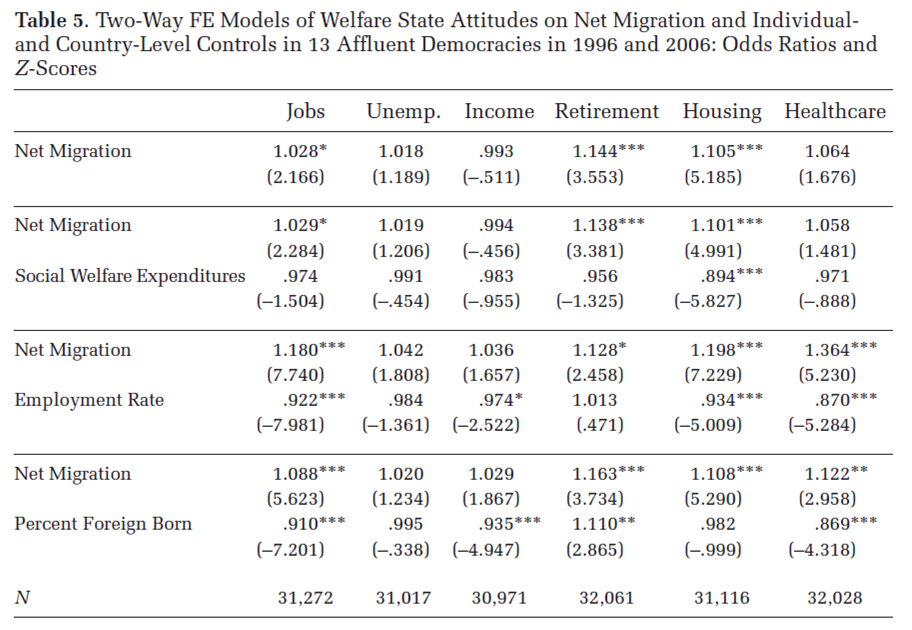 Table 5. Two-Way FE Models of Welfare State Attitudes on Net Migration and Individual-
and Country-Level Controls in 13 Affluent Democracies in 1996 and 2006: Odds Ratios and
Z-Scores
Jobs Unemp. Income Retirement Housing Healthcare
Net Migration 1.028* 1.018 .993 1.144*** 1.105*** 1.064
(2.166) (1.189) (–.511) (3.553) (5.185) (1.676)
Net Migration 1.029* 1.019 .994 1.138*** 1.101*** 1.058
(2.284) (1.206) (–.456) (3.381) (4.991) (1.481)
Social Welfare Expenditures .974 .991 .983 .956 .894*** .971
(–1.504) (–.454) (–.955) (–1.325) (–5.827) (–.888)
Net Migration 1.180*** 1.042 1.036 1.128* 1.198*** 1.364***
(7.740) (1.808) (1.657) (2.458) (7.229) (5.230)
Employment Rate .922*** .984 .974* 1.013 .934*** .870***
(–7.981) (–1.361) (–2.522) (.471) (–5.009) (–5.284)
Net Migration 1.088*** 1.020 1.029 1.163*** 1.108*** 1.122**
(5.623) (1.234) (1.867) (3.734) (5.290) (2.958)
Percent Foreign Born .910*** .995 .935*** 1.110** .982 .869***
(–7.201) (–.338) (–4.947) (2.865) (–.999) (–4.318)
N 31,272 31,017 30,971 32,061 31,116 32,028